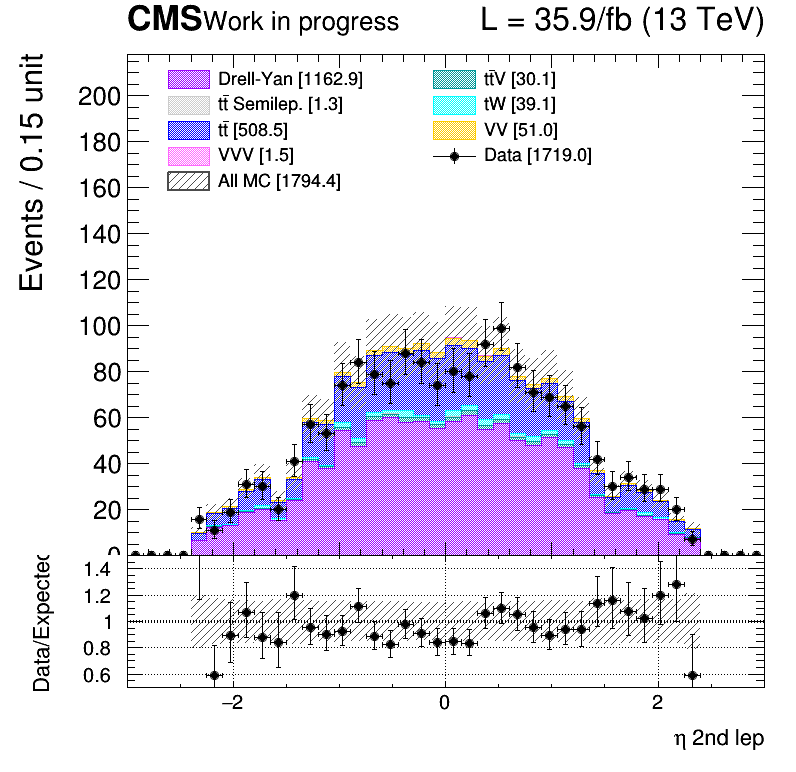 CMS Work in progress L = 35.9/fb (13 TeV)
Drell-Yan [1162.9] tt̄V [30.1]
tt̄ Semilep. [1.3] tW [39.1]
tt̄ [508.5] VV [51.0]
VVV [1.5] Data [1719.0]
All MC [1794.4]
Events / 0.15 unit
200
180
160
140
120
100
80
60
40
20
0
Data/Expected
1.4
1.2
1
0.8
0.6
−2 0 2
η 2nd lep